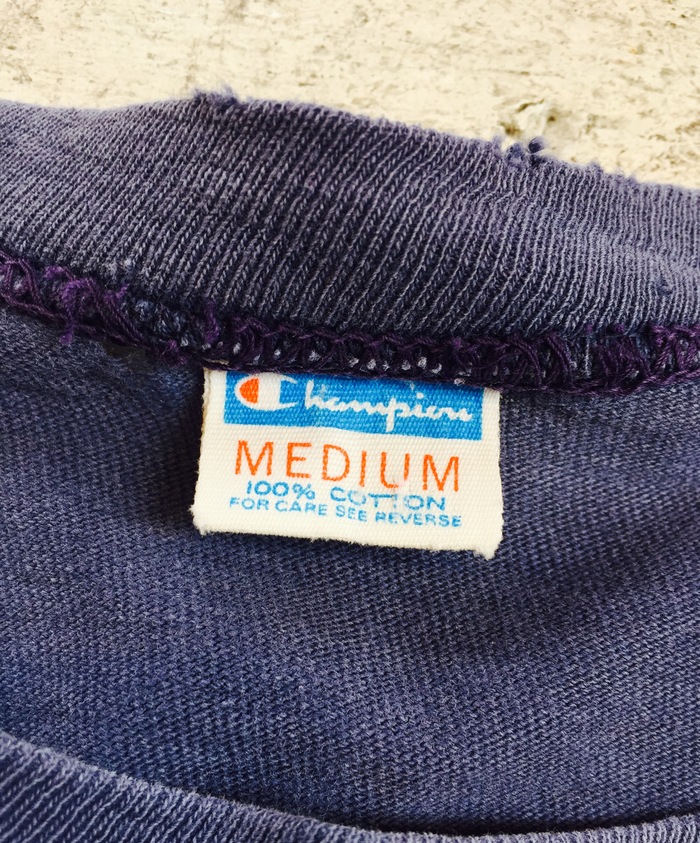 Champion
MEDIUM
100% COTTON
FOR CARE SEE REVERSE